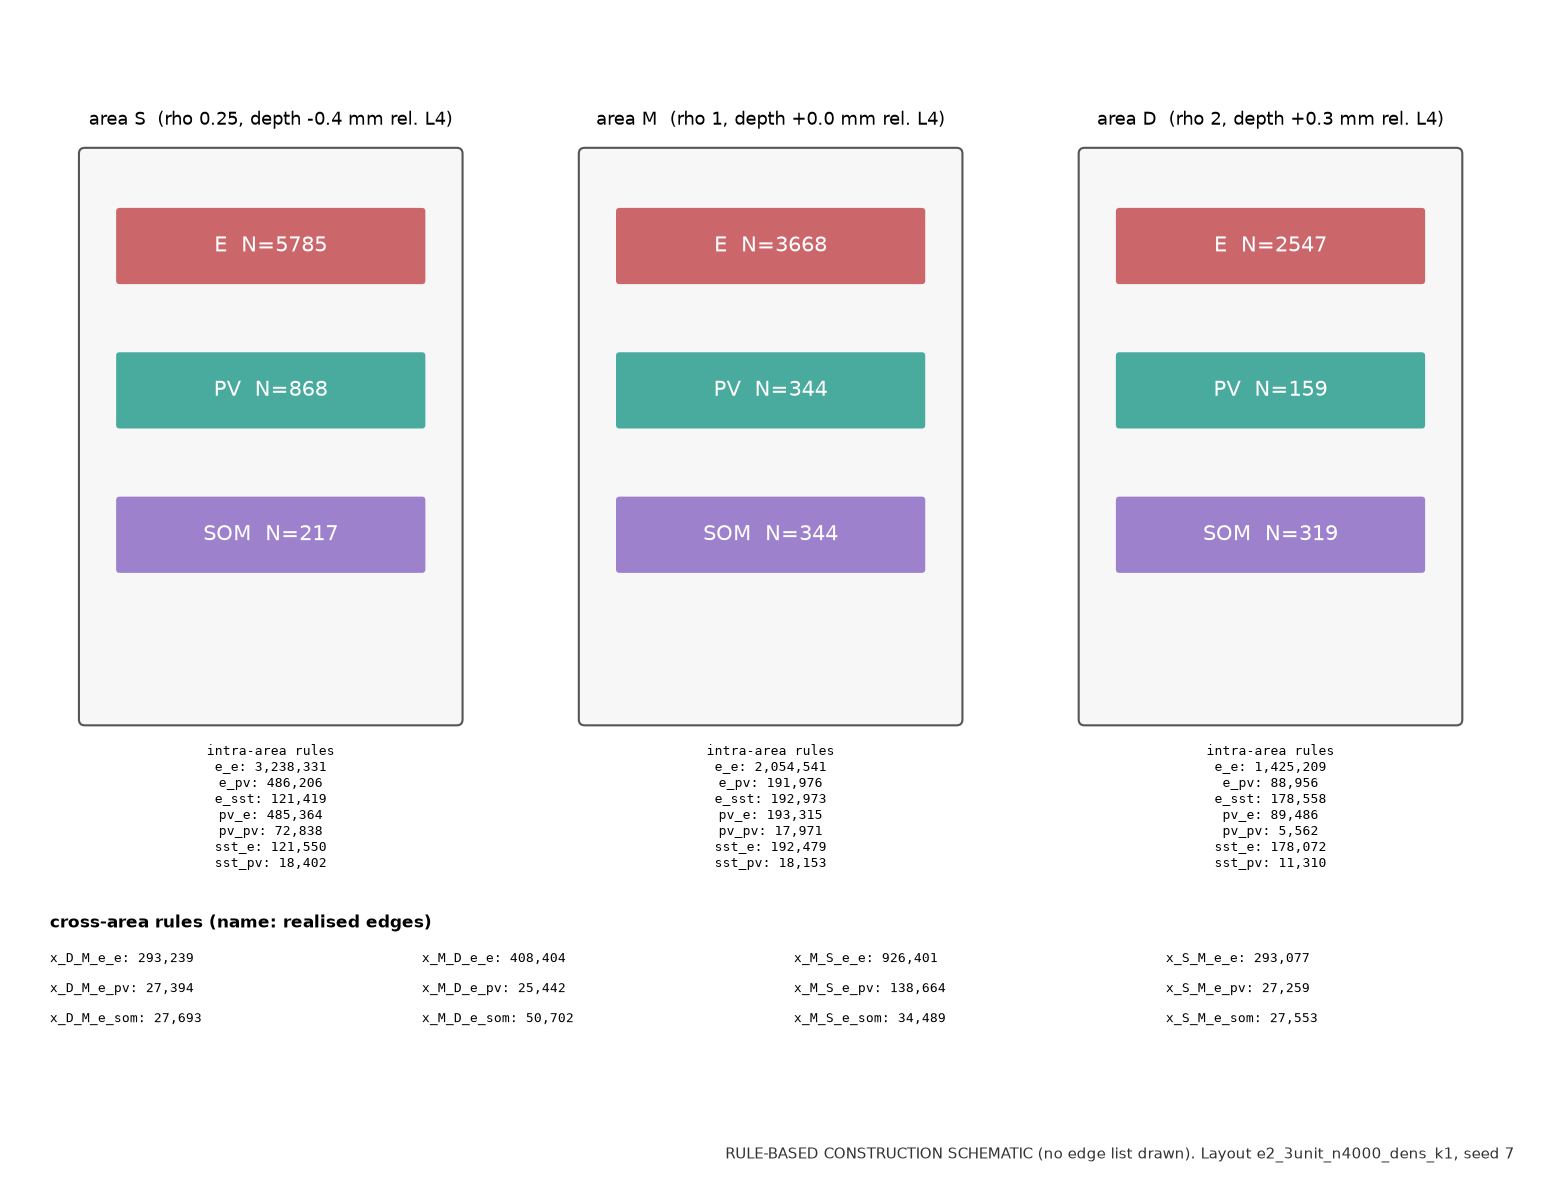 area S  (rho 0.25, depth -0.4 mm rel. L4)
E  N=5785
PV  N=868
SOM  N=217
intra-area rules
e_e: 3,238,331
e_pv: 486,206
e_sst: 121,419
pv_e: 485,364
pv_pv: 72,838
sst_e: 121,550
sst_pv: 18,402
area M  (rho 1, depth +0.0 mm rel. L4)
E  N=3668
PV  N=344
SOM  N=344
intra-area rules
e_e: 2,054,541
e_pv: 191,976
e_sst: 192,973
pv_e: 193,315
pv_pv: 17,971
sst_e: 192,479
sst_pv: 18,153
area D  (rho 2, depth +0.3 mm rel. L4)
E  N=2547
PV  N=159
SOM  N=319
intra-area rules
e_e: 1,425,209
e_pv: 88,956
e_sst: 178,558
pv_e: 89,486
pv_pv: 5,562
sst_e: 178,072
sst_pv: 11,310
cross-area rules (name: realised edges)
x_D_M_e_e: 293,239
x_D_M_e_pv: 27,394
x_D_M_e_som: 27,693
x_M_D_e_e: 408,404
x_M_D_e_pv: 25,442
x_M_D_e_som: 50,702
x_M_S_e_e: 926,401
x_M_S_e_pv: 138,664
x_M_S_e_som: 34,489
x_S_M_e_e: 293,077
x_S_M_e_pv: 27,259
x_S_M_e_som: 27,553
RULE-BASED CONSTRUCTION SCHEMATIC (no edge list drawn). Layout e2_3unit_n4000_dens_k1, seed 7